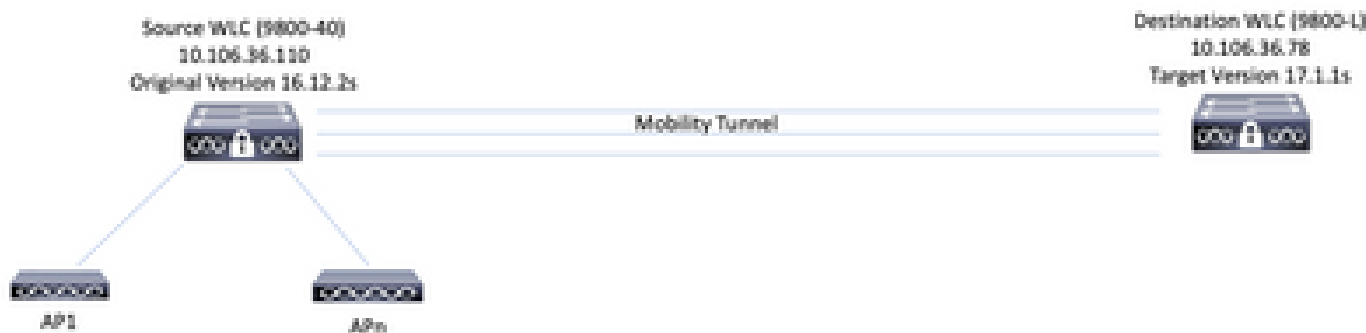 Source WLC (9800-40)
10.106.36.110
Original Version 16.12.2s
Destination WLC (9800-L)
10.106.36.78
Target Version 17.1.1s
Mobility Tunnel
AP1
APn